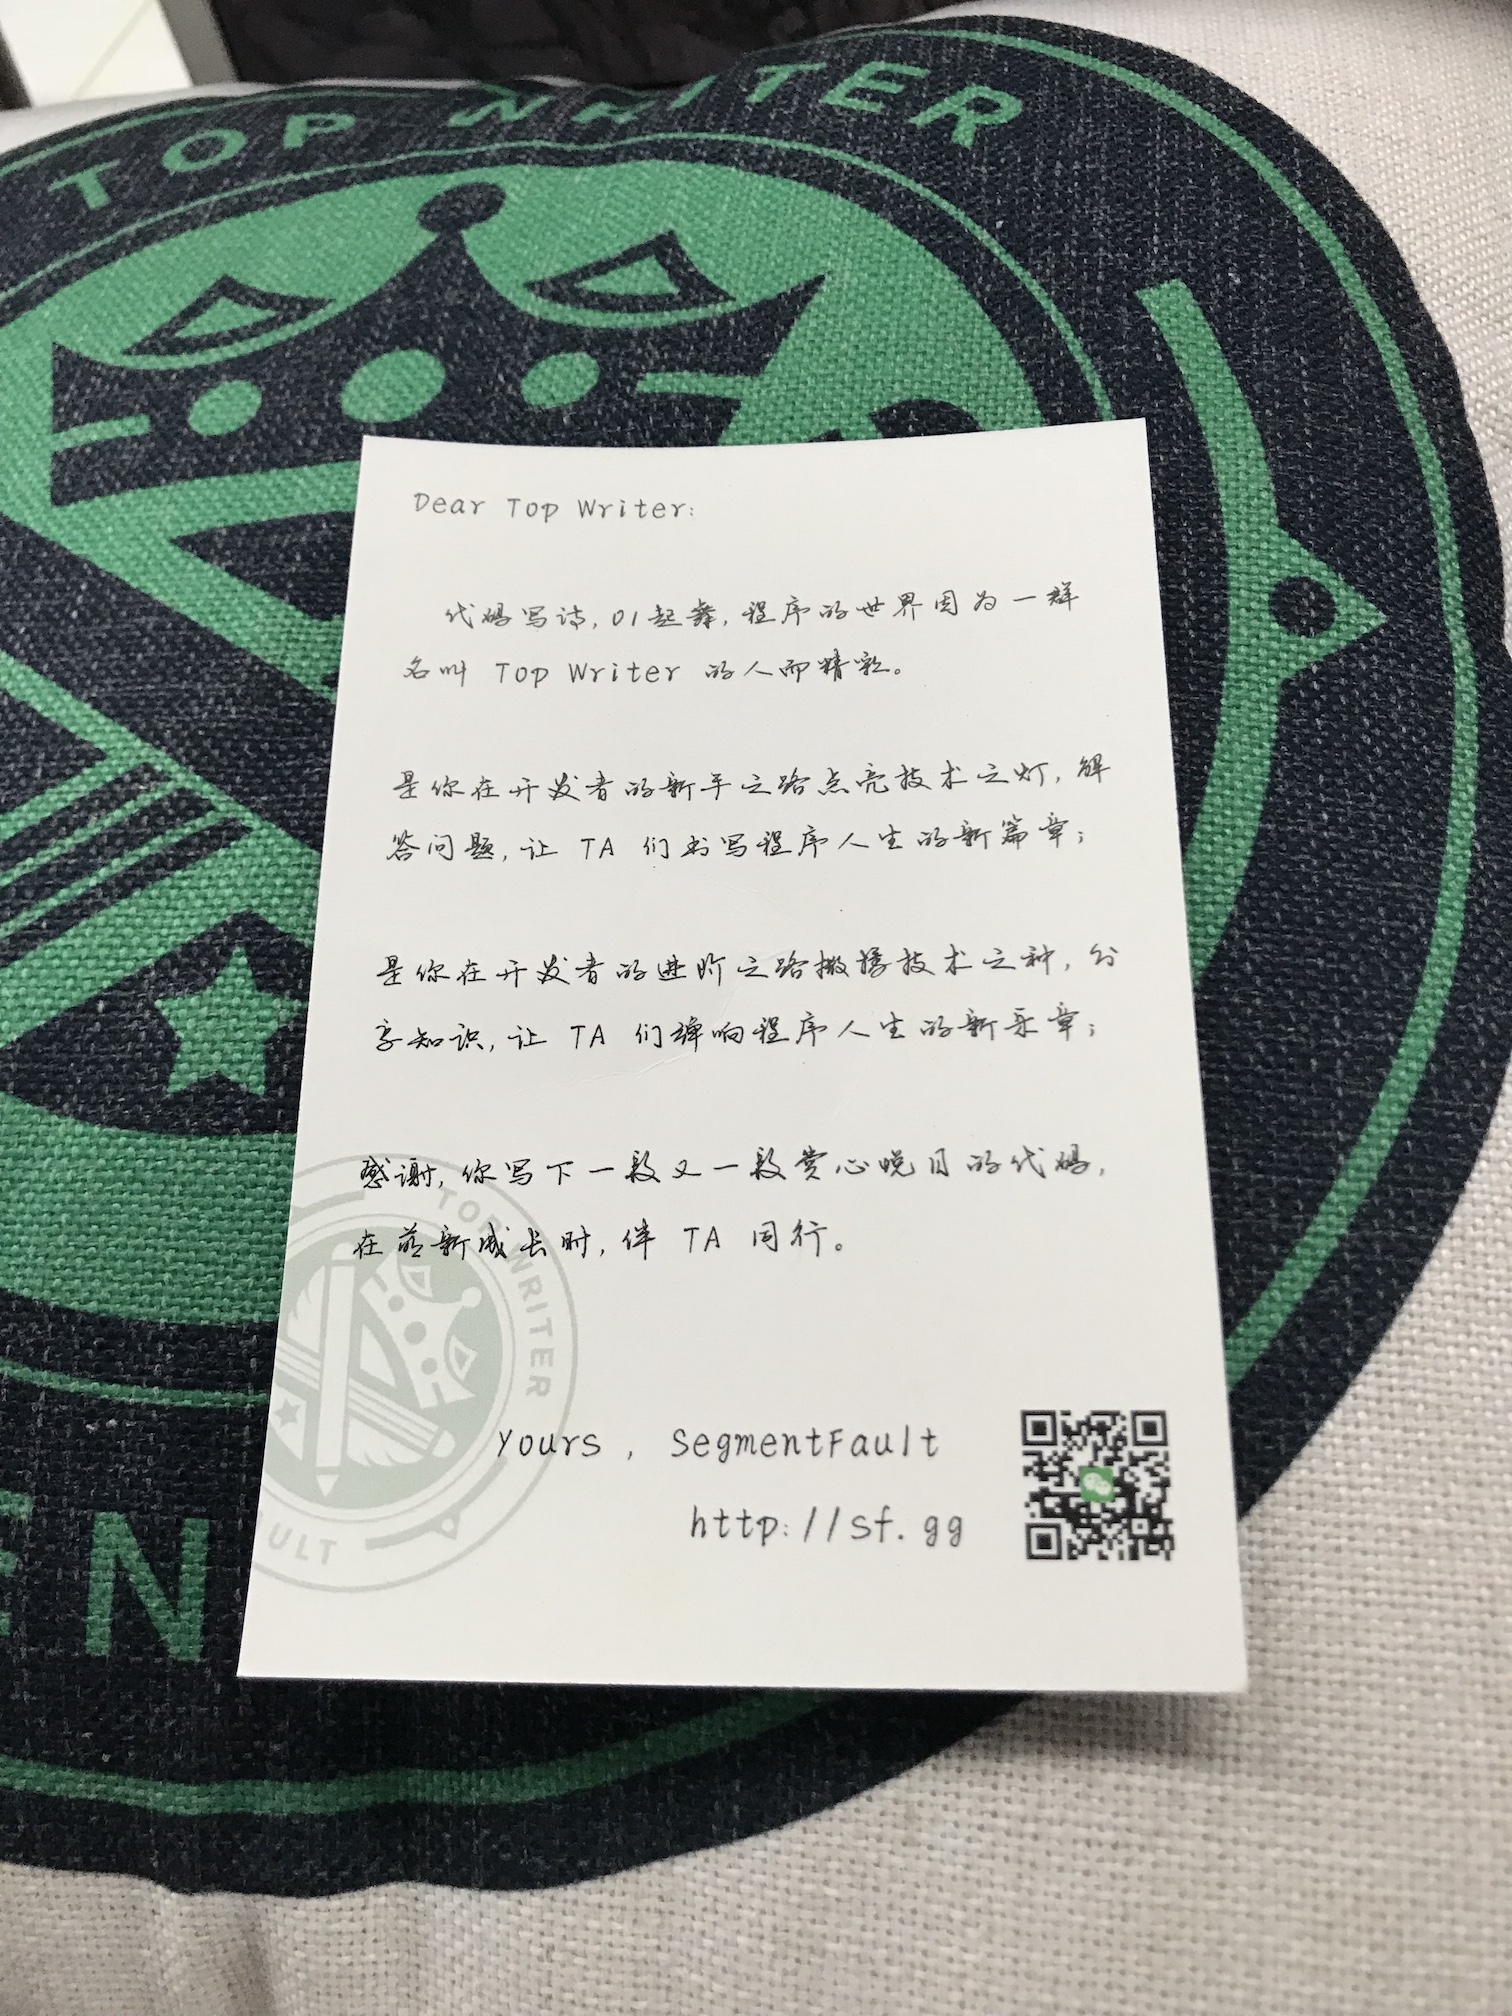 TOP WRITER
Dear Top Writer:
代码写诗,01起舞,程序的世界因为一群
名叫 Top Writer 的人而精彩。
是你在开发者的新手之路点亮技术之灯,解
答问题,让 TA 们书写程序人生的新篇章;
是你在开发者的进阶之路撒播技术之种,分
享知识,让 TA 们弹响程序人生的新乐章;
感谢,你写下一段又一段赏心悦目的代码,
在萌新成长时,伴 TA 同行。
TOP WRITER
Yours , SegmentFault
http://sf.gg
ULT
EN